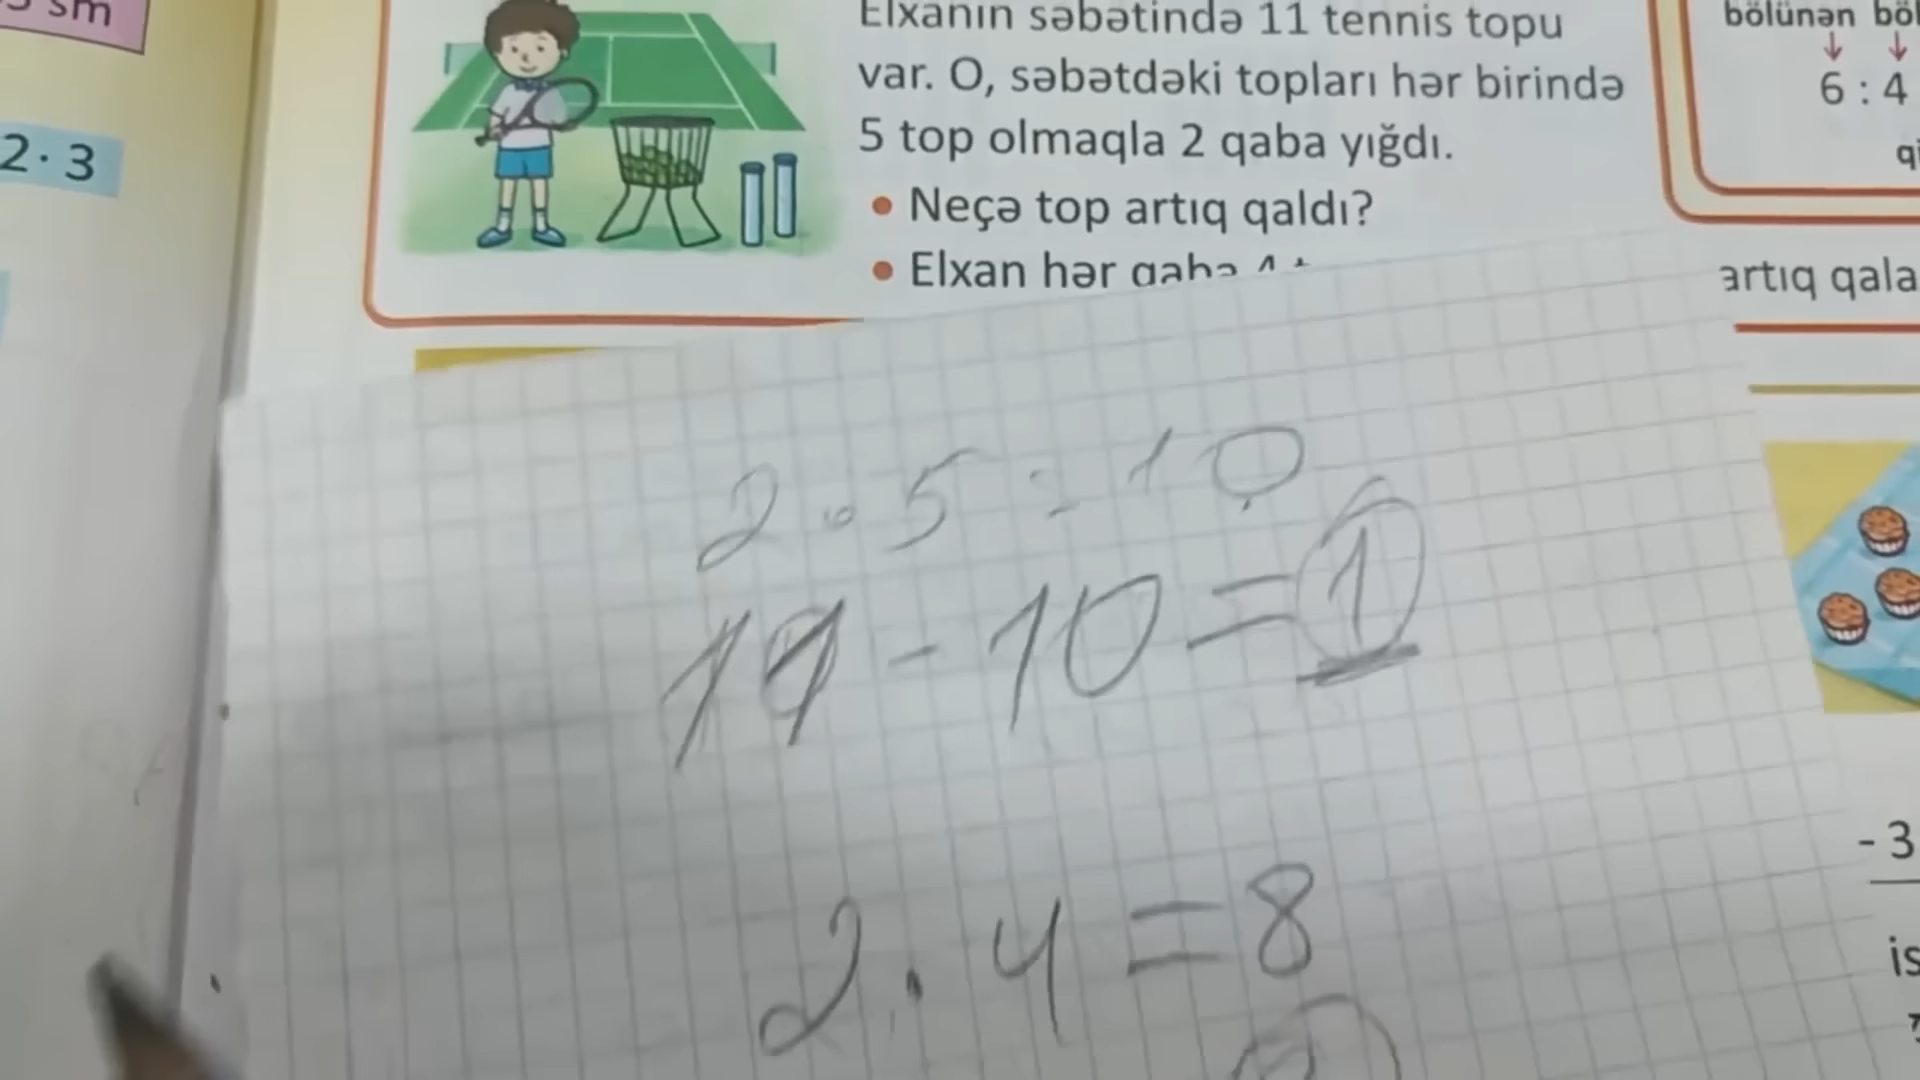 sm
2 · 3
Elxanın səbətində 11 tennis topu
var. O, səbətdəki topları hər birində
5 top olmaqla 2 qaba yığdı.
• Neçə top artıq qaldı?
• Elxan hər qaba 4
bölünən
6 : 4
artıq qala
2 · 5 = 10
11 - 10 = 1
2 · 4 = 8
- 3
is